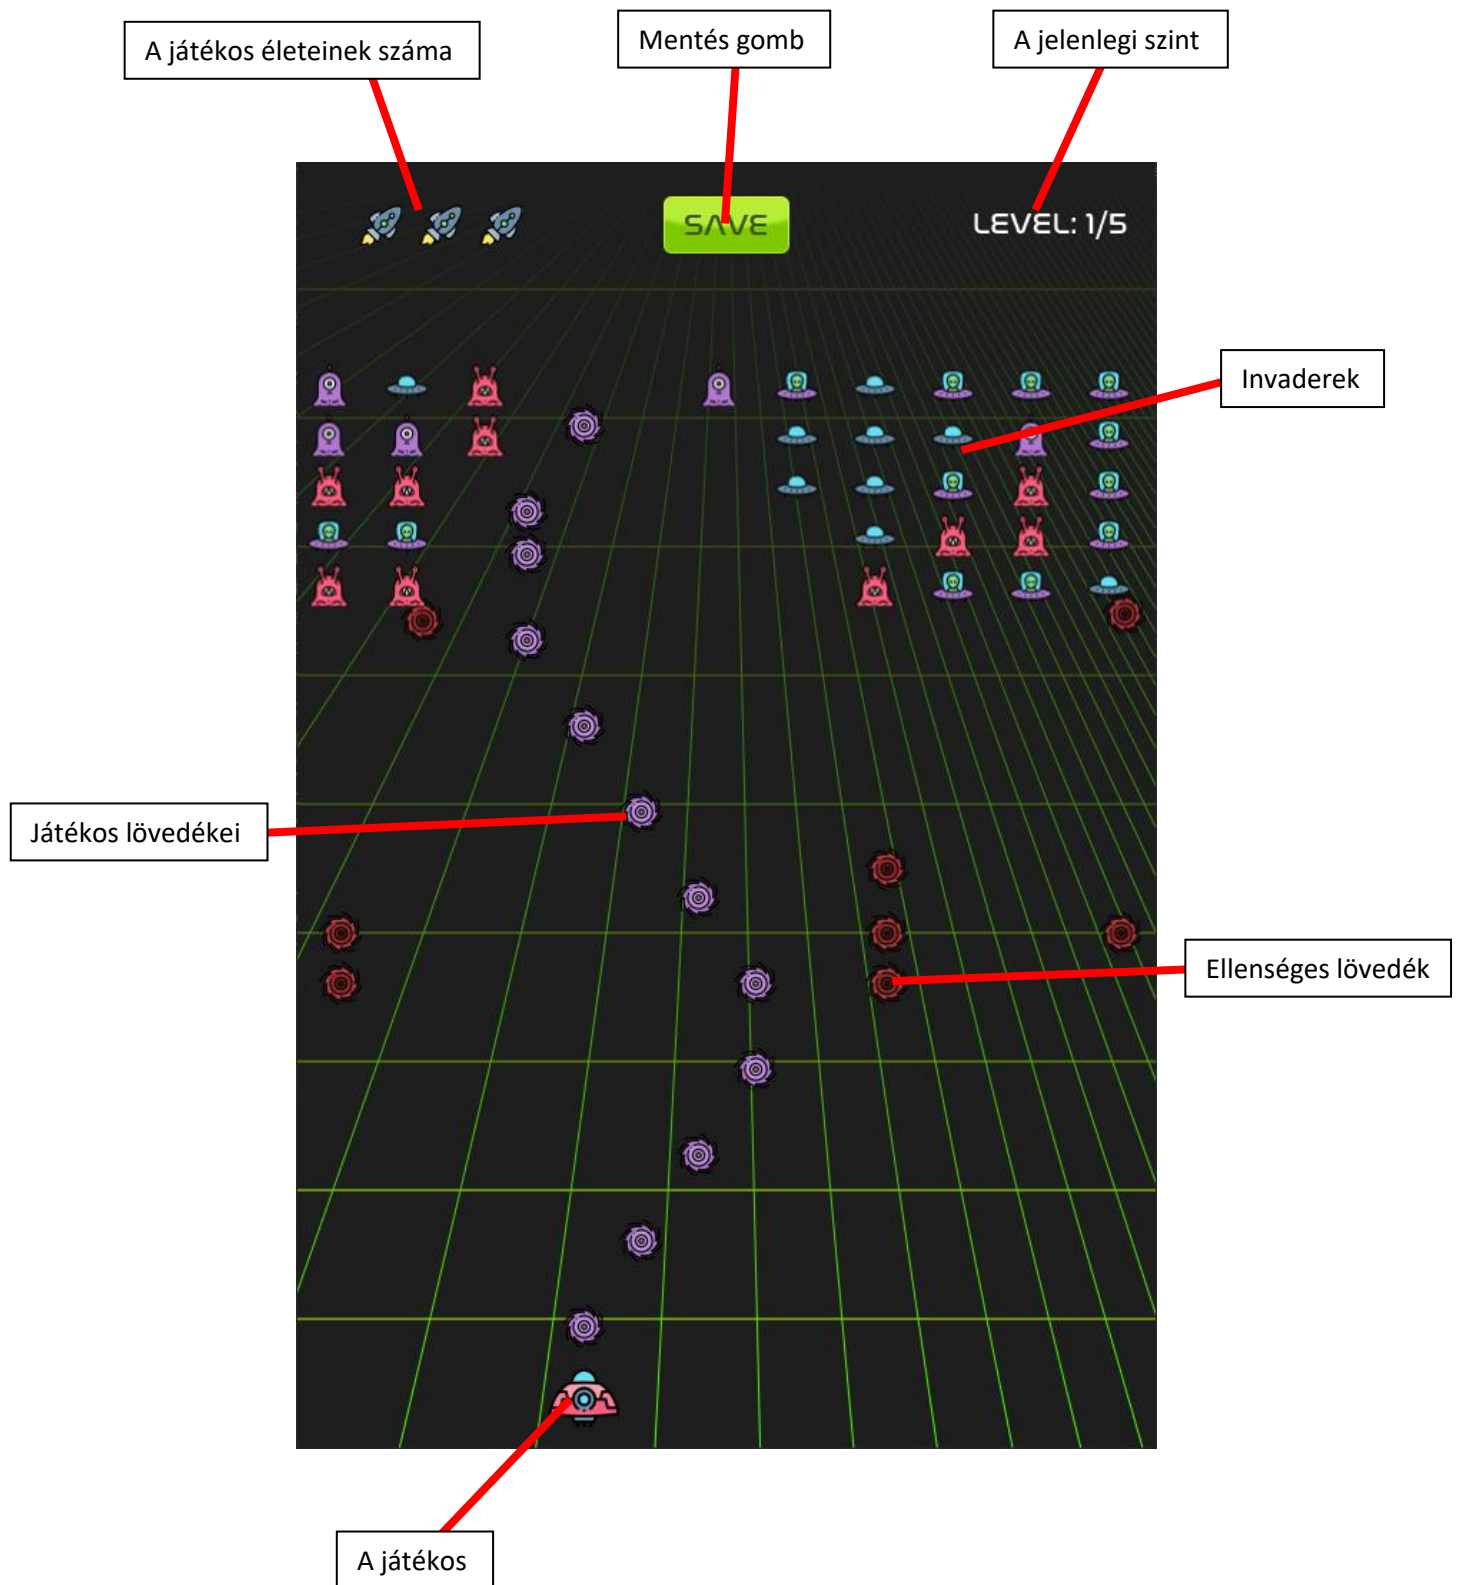 A játékos életeinek száma
Mentés gomb
A jelenlegi szint
SAVE
LEVEL: 1/5
Invaderek
Játékos lövedékei
Ellenséges lövedék
A játékos